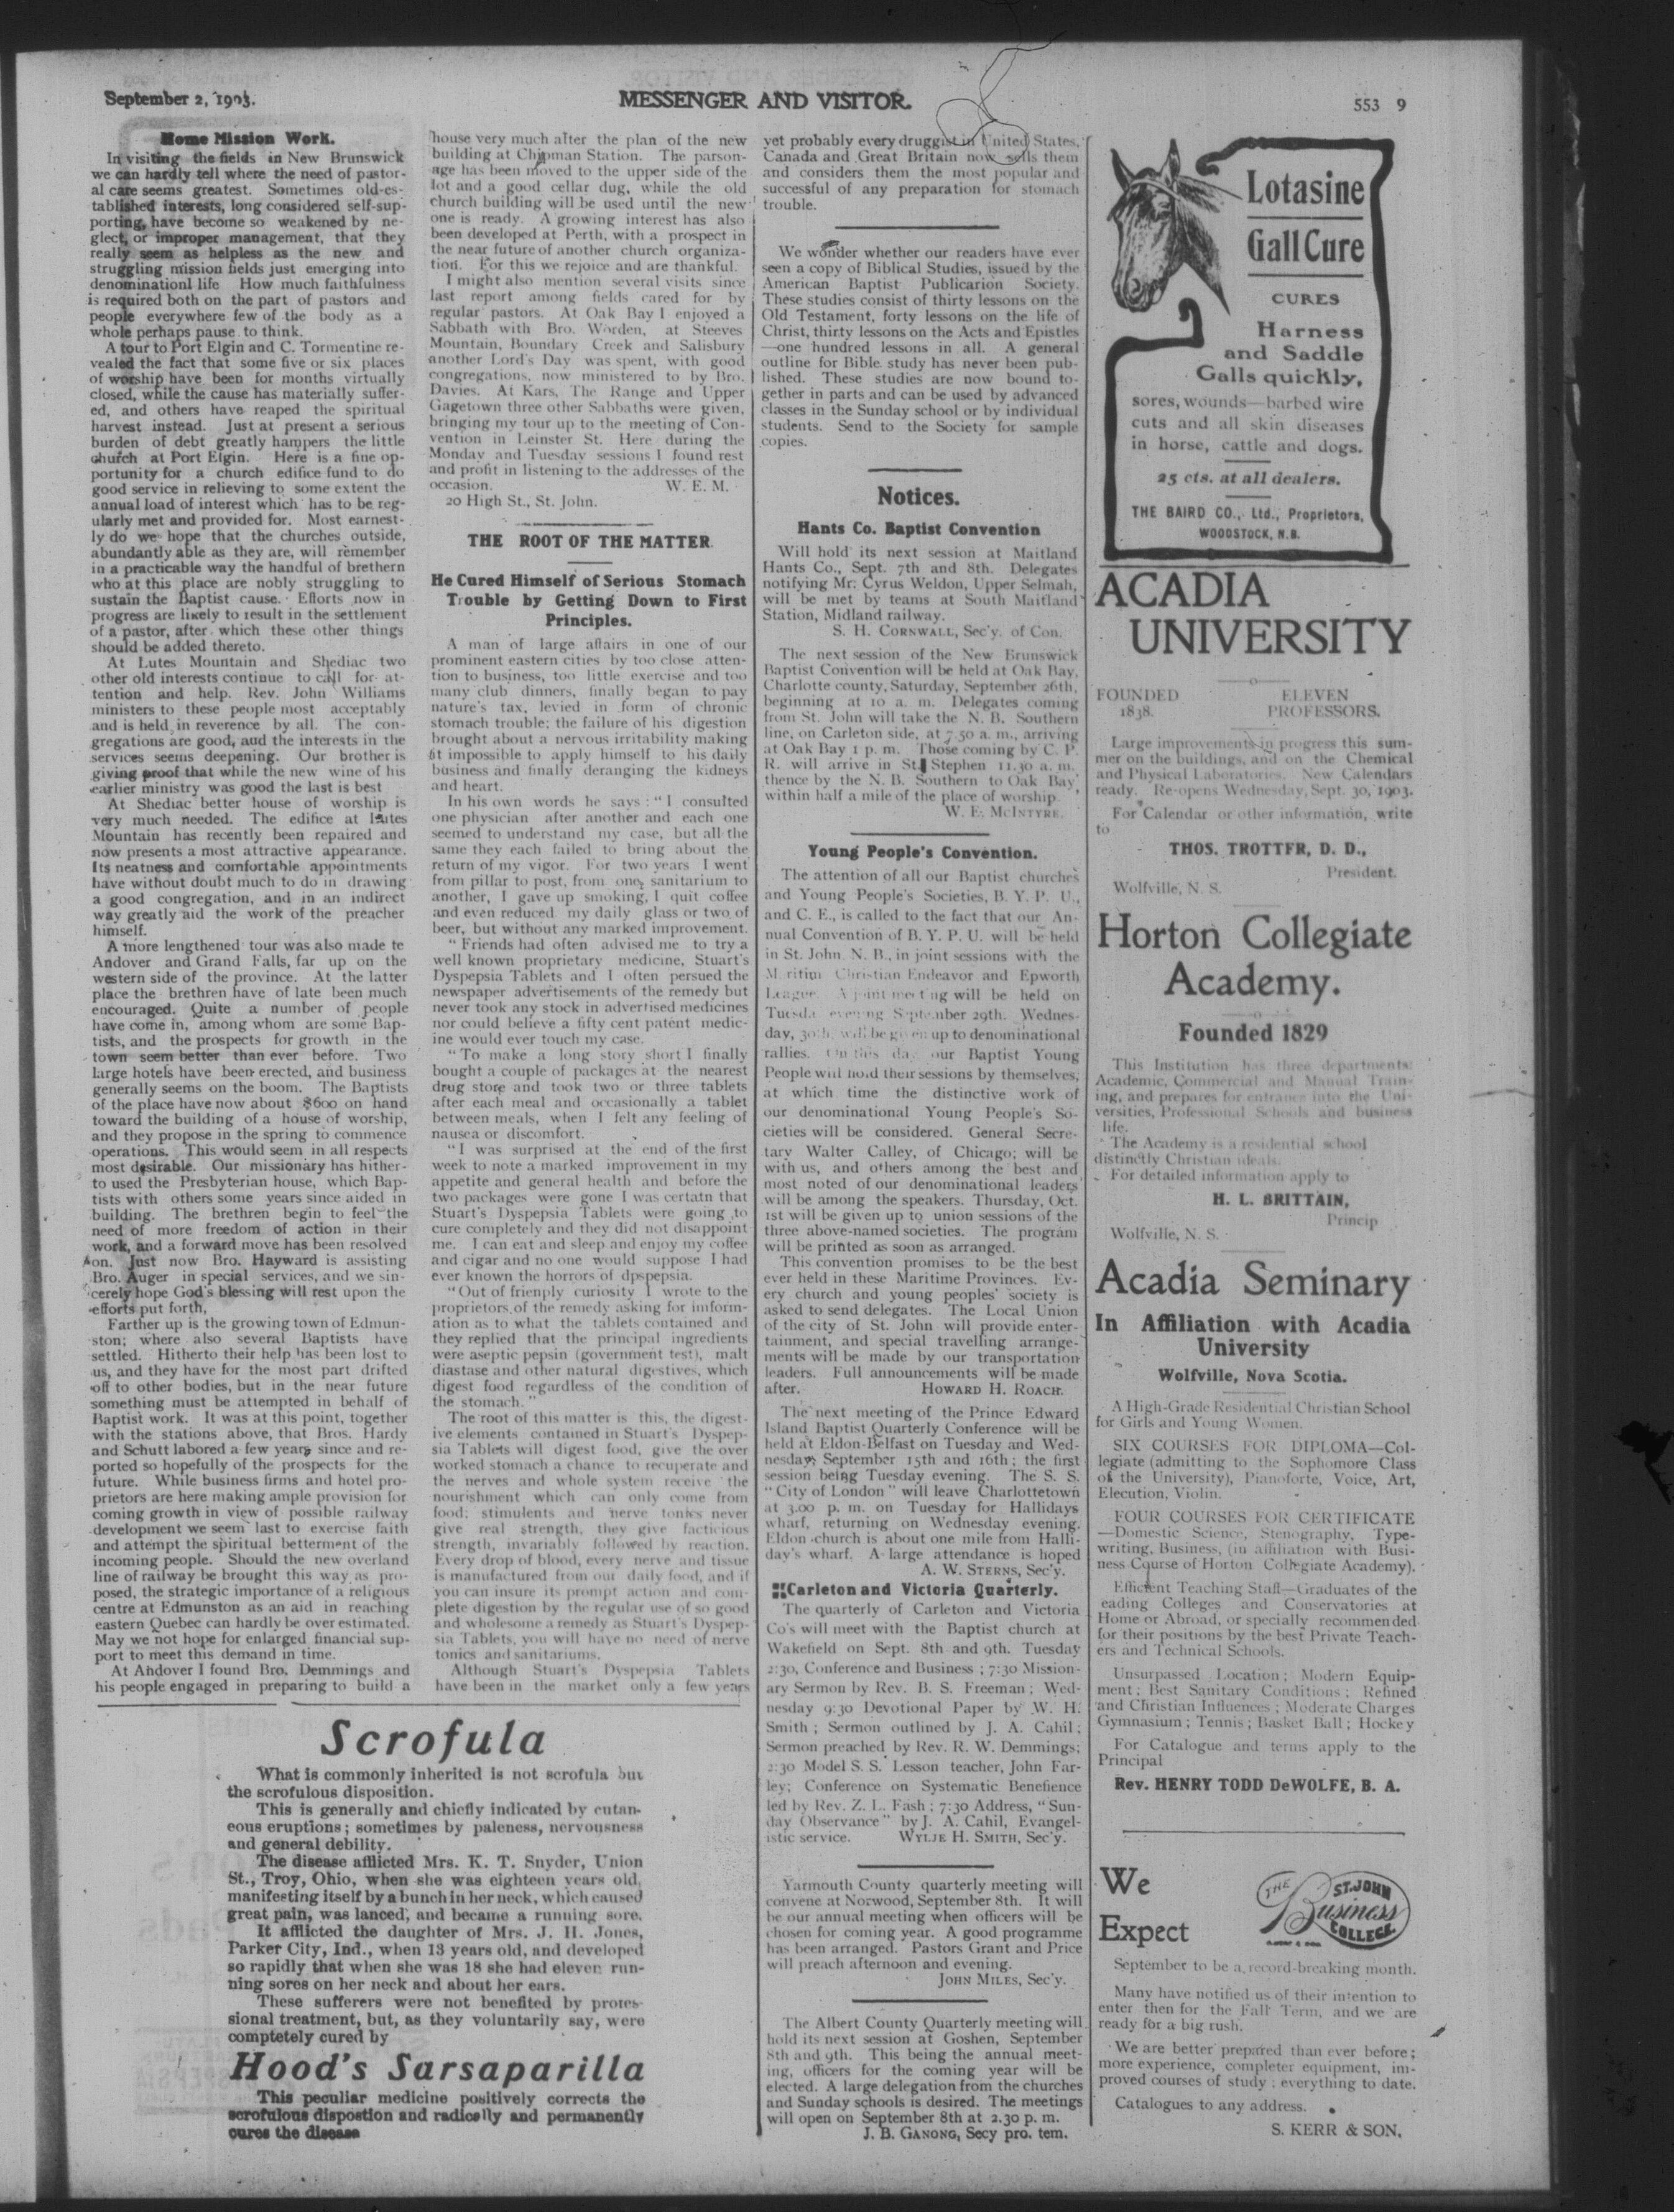 September 2, 1903.
MESSENGER AND VISITOR.
553 9
Home Mission Work.
In visiting the fields in New Brunswick
we can hardly tell where the need of pastor-
al care seems greatest. Sometimes old-es-
tablished interests, long considered self-sup-
porting, have become so weakened by ne-
glect, or improper management, that they
really seem as helpless as the new and
struggling mission fields just emerging into
denominationl life How much faithfulness
is required both on the part of pastors and
people everywhere few of the body as a
whole perhaps pause to think.
A tour to Port Elgin and C. Tormentine re-
vealed the fact that some five or six places
of worship have been for months virtually
closed, while the cause has materially suffer-
ed, and others have reaped the spiritual
harvest instead. Just at present a serious
burden of debt greatly hampers the little
church at Port Elgin. Here is a fine op-
portunity for a church edifice fund to do
good service in relieving to some extent the
annual load of interest which has to be reg-
ularly met and provided for. Most earnest-
ly do we hope that the churches outside,
abundantly able as they are, will remember
in a practicable way the handful of brethern
who at this place are nobly struggling to
sustain the Baptist cause. Efforts now in
progress are likely to result in the settlement
of a pastor, after which these other things
should be added thereto.
At Lutes Mountain and Shediac two
other old interests continue to call for at-
tention and help. Rev. John Williams
ministers to these people most acceptably
and is held in reverence by all. The con-
gregations are good, aud the interests in the
services seems deepening. Our brother is
giving proof that while the new wine of his
earlier ministry was good the last is best
At Shediac better house of worship is
very much needed. The edifice at Lutes
Mountain has recently been repaired and
now presents a most attractive appearance.
Its neatness and comfortable appointments
have without doubt much to do in drawing
a good congregation, and in an indirect
way greatly aid the work of the preacher
himself.
A more lengthened tour was also made te
Andover and Grand Falls, far up on the
western side of the province. At the latter
place the brethren have of late been much
encouraged. Quite a number of people
have come in, among whom are some Bap-
tists, and the prospects for growth in the
town seem better than ever before. Two
large hotels have been erected, and business
generally seems on the boom. The Baptists
of the place have now about $600 on hand
toward the building of a house of worship,
and they propose in the spring to commence
operations. This would seem in all respects
most desirable. Our missionary has hither-
to used the Presbyterian house, which Bap-
tists with others some years since aided in
building. The brethren begin to feel the
need of more freedom of action in their
work, and a forward move has been resolved
on. Just now Bro. Hayward is assisting
Bro. Auger in special services, and we sin-
cerely hope God's blessing will rest upon the
efforts put forth,
Farther up is the growing town of Edmun-
ston; where also several Baptists have
settled. Hitherto their help has been lost to
us, and they have for the most part drifted
off to other bodies, but in the near future
something must be attempted in behalf of
Baptist work. It was at this point, together
with the stations above, that Bros. Hardy
and Schutt labored a few years since and re-
ported so hopefully of the prospects for the
future. While business firms and hotel pro-
prietors are here making ample provision for
coming growth in view of possible railway
development we seem last to exercise faith
and attempt the spiritual betterment of the
incoming people. Should the new overland
line of railway be brought this way as pro-
posed, the strategic importance of a religious
centre at Edmunston as an aid in reaching
eastern Quebec can hardly be over estimated.
May we not hope for enlarged financial sup-
port to meet this demand in time.
At Andover I found Bro. Demmings and
his people engaged in preparing to build a
house very much after the plan of the new
building at Chipman Station. The parson-
age has been moved to the upper side of the
lot and a good cellar dug, while the old
church building will be used until the new
one is ready. A growing interest has also
been developed at Perth, with a prospect in
the near future of another church organiza-
tion. For this we rejoice and are thankful.
I might also mention several visits since
last report among fields cared for by
regular pastors. At Oak Bay I enjoyed a
Sabbath with Bro. Worden, at Steeves
Mountain, Boundary Creek and Salisbury
another Lord's Day was spent, with good
congregations, now ministered to by Bro.
Davies. At Kars, The Range and Upper
Gagetown three other Sabbaths were given,
bringing my tour up to the meeting of Con-
vention in Leinster St. Here during the
Monday and Tuesday sessions I found rest
and profit in listening to the addresses of the
occasion. W. E. M.
20 High St., St. John.
THE ROOT OF THE MATTER
He Cured Himself of Serious Stomach
Trouble by Getting Down to First
Principles.
A man of large affairs in one of our
prominent eastern cities by too close atten-
tion to business, too little exercise and too
many club dinners, finally began to pay
nature's tax, levied in form of chronic
stomach trouble; the failure of his digestion
brought about a nervous irritability making
it impossible to apply himself to his daily
business and finally deranging the kidneys
and heart.
In his own words he says: "I consulted
one physician after another and each one
seemed to understand my case, but all the
same they each failed to bring about the
return of my vigor. For two years I went
from pillar to post, from one sanitarium to
another, I gave up smoking, I quit coffee
and even reduced my daily glass or two of
beer, but without any marked improvement.
"Friends had often advised me to try a
well known proprietary medicine, Stuart's
Dyspepsia Tablets and I often persued the
newspaper advertisements of the remedy but
never took any stock in advertised medicines
nor could believe a fifty cent patent medic-
ine would ever touch my case.
"To make a long story short I finally
bought a couple of packages at the nearest
drug store and took two or three tablets
after each meal and occasionally a tablet
between meals, when I felt any feeling of
nausea or discomfort.
"I was surprised at the end of the first
week to note a marked improvement in my
appetite and general health and before the
two packages were gone I was certatn that
Stuart's Dyspepsia Tablets were going to
cure completely and they did not disappoint
me. I can eat and sleep and enjoy my coffee
and cigar and no one would suppose I had
ever known the horrors of dpspepsia.
"Out of frienply curiosity I wrote to the
proprietors of the remedy asking for inform-
ation as to what the tablets contained and
they replied that the principal ingredients
were aseptic pepsin (government test), malt
diastase and other natural digestives, which
digest food regardless of the condition of
the stomach."
The root of this matter is this, the digest-
ive elements contained in Stuart's Dyspep-
sia Tablets will digest food, give the over
worked stomach a chance to recuperate and
the nerves and whole system receive the
nourishment which can only come from
food; stimulents and nerve tonics never
give real strength, they give facticious
strength, invariably followed by reaction.
Every drop of blood, every nerve and tissue
is manufactured from our daily food, and if
you can insure its prompt action and com-
plete digestion by the regular use of so good
and wholesome a remedy as Stuart's Dyspep-
sia Tablets, you will have no need of nerve
tonics and sanitariums.
Although Stuart's Dyspepsia Tablets
have been in the market only a few years
yet probably every druggist in United States,
Canada and Great Britain now sells them
and considers them the most popular and
successful of any preparation for stomach
trouble.
We wonder whether our readers have ever
seen a copy of Biblical Studies, issued by the
American Baptist Publicarion Society.
These studies consist of thirty lessons on the
Old Testament, forty lessons on the life of
Christ, thirty lessons on the Acts and Epistles
—one hundred lessons in all. A general
outline for Bible study has never been pub-
lished. These studies are now bound to-
gether in parts and can be used by advanced
classes in the Sunday school or by individual
students. Send to the Society for sample
copies.
Notices.
Hants Co. Baptist Convention
Will hold its next session at Maitland
Hants Co., Sept. 7th and 8th. Delegates
notifying Mr. Cyrus Weldon, Upper Selmah,
will be met by teams at South Maitland
Station, Midland railway.
S. H. CORNWALL, Sec'y. of Con.
The next session of the New Brunswick
Baptist Convention will be held at Oak Bay,
Charlotte county, Saturday, September 26th,
beginning at 10 a. m. Delegates coming
from St. John will take the N. B. Southern
line, on Carleton side, at 7.50 a. m., arriving
at Oak Bay 1 p. m. Those coming by C. P.
R. will arrive in St. Stephen 11.30 a. m.
thence by the N. B. Southern to Oak Bay
within half a mile of the place of worship.
W. E. MCINTYRE.
Young People's Convention.
The attention of all our Baptist churches
and Young People's Societies, B. Y. P. U.,
and C. E., is called to the fact that our An-
nual Convention of B. Y. P. U. will be held
in St. John N. B., in joint sessions with the
Maritime Christian Endeavor and Epworth
League. A joint meeting will be held on
Tuesday evening September 29th. Wednes-
day, 30th, will be given up to denominational
rallies. On this day our Baptist Young
People will hold their sessions by themselves,
at which time the distinctive work of
our denominational Young People's So-
cieties will be considered. General Secre-
tary Walter Calley, of Chicago; will be
with us, and others among the best and
most noted of our denominational leaders
will be among the speakers. Thursday, Oct.
1st will be given up to union sessions of the
three above-named societies. The program
will be printed as soon as arranged.
This convention promises to be the best
ever held in these Maritime Provinces. Ev-
ery church and young peoples' society is
asked to send delegates. The Local Union
of the city of St. John will provide enter-
tainment, and special travelling arrange-
ments will be made by our transportation
leaders. Full announcements will be made
after. HOWARD H. ROACH.
The next meeting of the Prince Edward
Island Baptist Quarterly Conference will be
held at Eldon-Belfast on Tuesday and Wed-
nesday September 15th and 16th; the first
session being Tuesday evening. The S. S.
"City of London" will leave Charlottetown
at 3.00 p. m. on Tuesday for Hallidays
wharf, returning on Wednesday evening.
Eldon church is about one mile from Halli-
day's wharf. A large attendance is hoped
A. W. STERNS, Sec'y.
Carleton and Victoria Quarterly.
The quarterly of Carleton and Victoria
Co's will meet with the Baptist church at
Wakefield on Sept. 8th and 9th. Tuesday
2:30, Conference and Business; 7:30 Mission-
ary Sermon by Rev. B. S. Freeman; Wed-
nesday 9:30 Devotional Paper by W. H.
Smith; Sermon outlined by J. A. Cahil;
Sermon preached by Rev. R. W. Demmings;
2:30 Model S. S. Lesson teacher, John Far-
ley; Conference on Systematic Benefience
led by Rev. Z. L. Fash; 7:30 Address, "Sun-
day Observance" by J. A. Cahil, Evangel-
istic service. WYLIE H. SMITH, Sec'y.
Yarmouth County quarterly meeting will
convene at Norwood, September 8th. It will
be our annual meeting when officers will be
chosen for coming year. A good programme
has been arranged. Pastors Grant and Price
will preach afternoon and evening.
JOHN MILES, Sec'y.
The Albert County Quarterly meeting will
hold its next session at Goshen, September
8th and 9th. This being the annual meet-
ing, officers for the coming year will be
elected. A large delegation from the churches
and Sunday schools is desired. The meetings
will open on September 8th at 2.30 p. m.
J. B. GANONG, Secy pro. tem.
Lotasine
Gall Cure
CURES
Harness
and Saddle
Galls quickly,
sores, wounds—barbed wire
cuts and all skin diseases
in horse, cattle and dogs.
25 cts. at all dealers.
THE BAIRD CO., Ltd., Proprietors,
WOODSTOCK, N.B.
ACADIA
UNIVERSITY
FOUNDED ELEVEN
1838. PROFESSORS.
Large improvements in progress this sum-
mer on the buildings, and on the Chemical
and Physical Laboratories. New Calendars
ready. Re-opens Wednesday, Sept. 30, 1903.
For Calendar or other information, write
to
THOS. TROTTFR, D. D.,
President.
Wolfville, N. S.
Horton Collegiate
Academy.
Founded 1829
This Institution has three departments:
Academic, Commercial and Manual Train-
ing, and prepares for entrance into the Uni-
versities, Professional Schools and business
life.
The Academy is a residential school
distinctly Christian ideals.
For detailed information apply to
H. L. BRITTAIN,
Princip
Wolfville, N. S.
Acadia Seminary
In Affiliation with Acadia
University
Wolfville, Nova Scotia.
A High-Grade Residential Christian School
for Girls and Young Women.
SIX COURSES FOR DIPLOMA—Col-
legiate (admitting to the Sophomore Class
of the University), Pianoforte, Voice, Art,
Elecution, Violin.
FOUR COURSES FOR CERTIFICATE
—Domestic Science, Stenography, Type-
writing, Business, (in affiliation with Busi-
ness Course of Horton Collegiate Academy).
Efficient Teaching Staff—Graduates of the
eading Colleges and Conservatories at
Home or Abroad, or specially recommended
for their positions by the best Private Teach-
ers and Technical Schools.
Unsurpassed Location; Modern Equip-
ment; Best Sanitary Conditions; Refined
and Christian Influences; Moderate Charges
Gymnasium; Tennis; Basket Ball; Hockey
For Catalogue and terms apply to the
Principal
Rev. HENRY TODD DeWOLFE, B. A.
We
Expect
THE
ST. JOHN
Business
COLLEGE.
September to be a record-breaking month.
Many have notified us of their intention to
enter then for the Fall Term, and we are
ready for a big rush.
We are better prepared than ever before;
more experience, completer equipment, im-
proved courses of study; everything to date.
Catalogues to any address.
S. KERR & SON,
Scrofula
What is commonly inherited is not scrofula but
the scrofulous disposition.
This is generally and chiefly indicated by cutan-
eous eruptions; sometimes by paleness, nervousness
and general debility.
The disease afflicted Mrs. K. T. Snyder, Union
St., Troy, Ohio, when she was eighteen years old,
manifesting itself by a bunch in her neck, which caused
great pain, was lanced, and became a running sore.
It afflicted the daughter of Mrs. J. H. Jones,
Parker City, Ind., when 13 years old, and developed
so rapidly that when she was 18 she had eleven run-
ning sores on her neck and about her ears.
These sufferers were not benefited by profes-
sional treatment, but, as they voluntarily say, were
comptetely cured by
Hood's Sarsaparilla
This peculiar medicine positively corrects the
scrofulous dispostion and radically and permanently
cures the disease